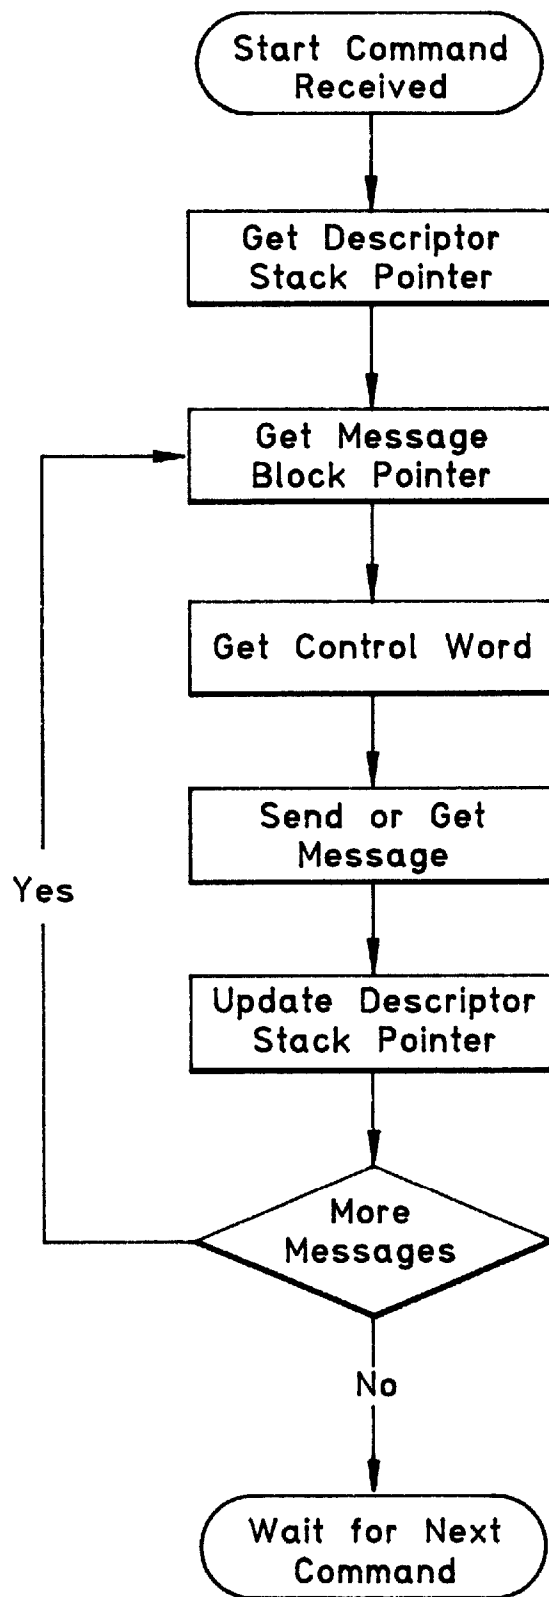 Start Command
Received
Get Descriptor
Stack Pointer
Get Message
Block Pointer
Get Control Word
Send or Get
Message
Yes
Update Descriptor
Stack Pointer
More
Messages
No
Wait for Next
Command